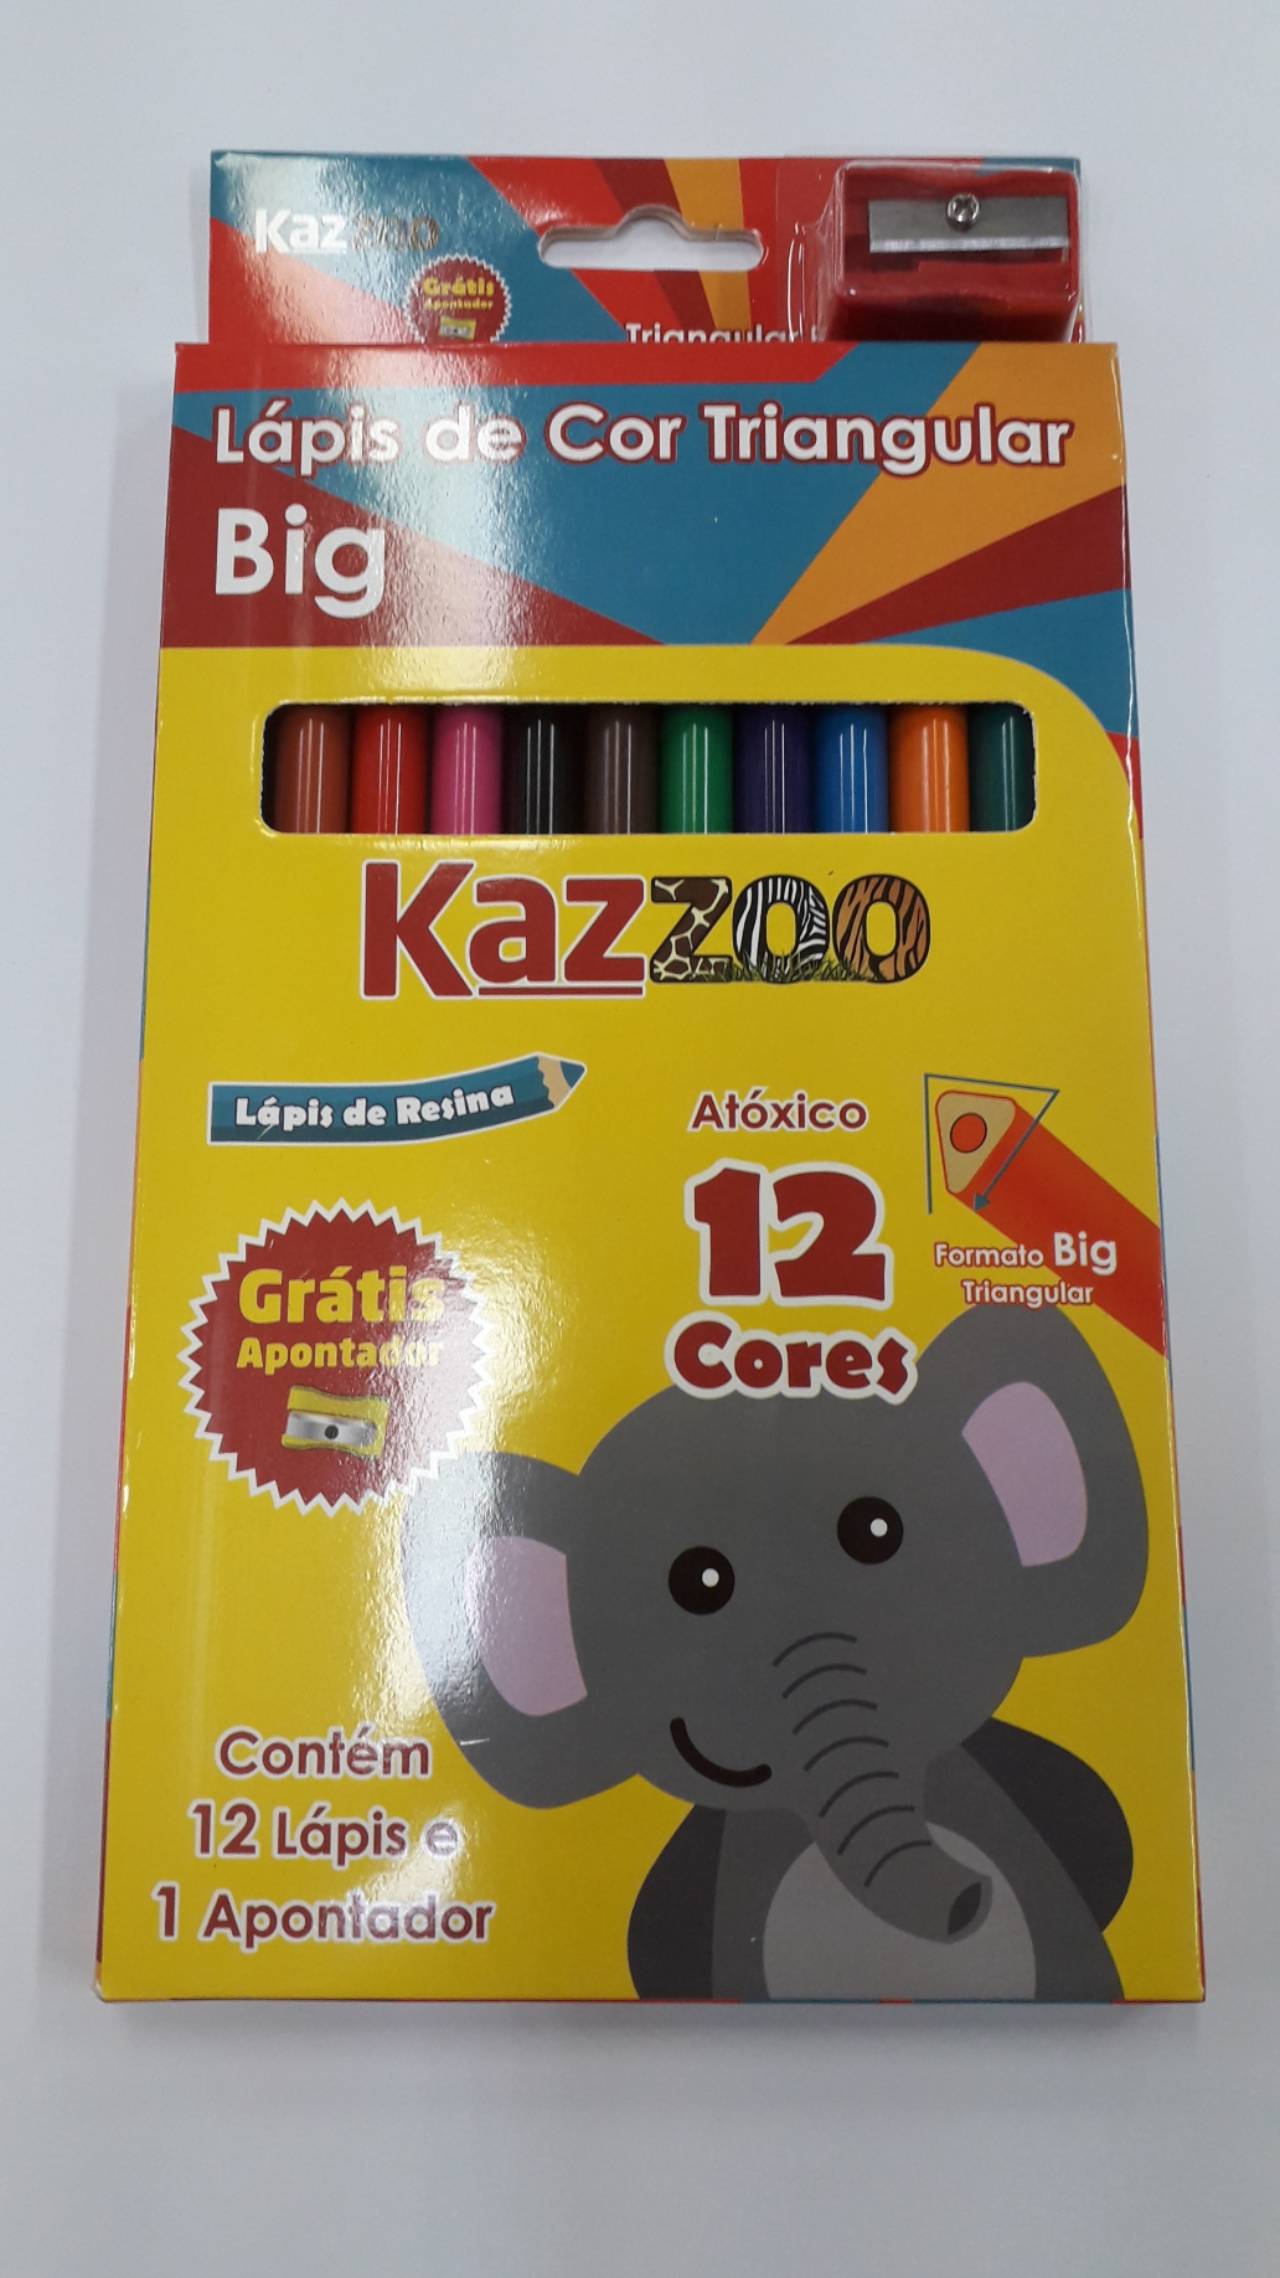 Kazzoo
Grátis
Apontador
Triangular
Lápis de Cor Triangular
Big
Kazzoo
Lápis de Resina
Atóxico
12
Cores
Formato Big
Triangular
Grátis
Apontador
Contém
12 Lápis e
1 Apontador